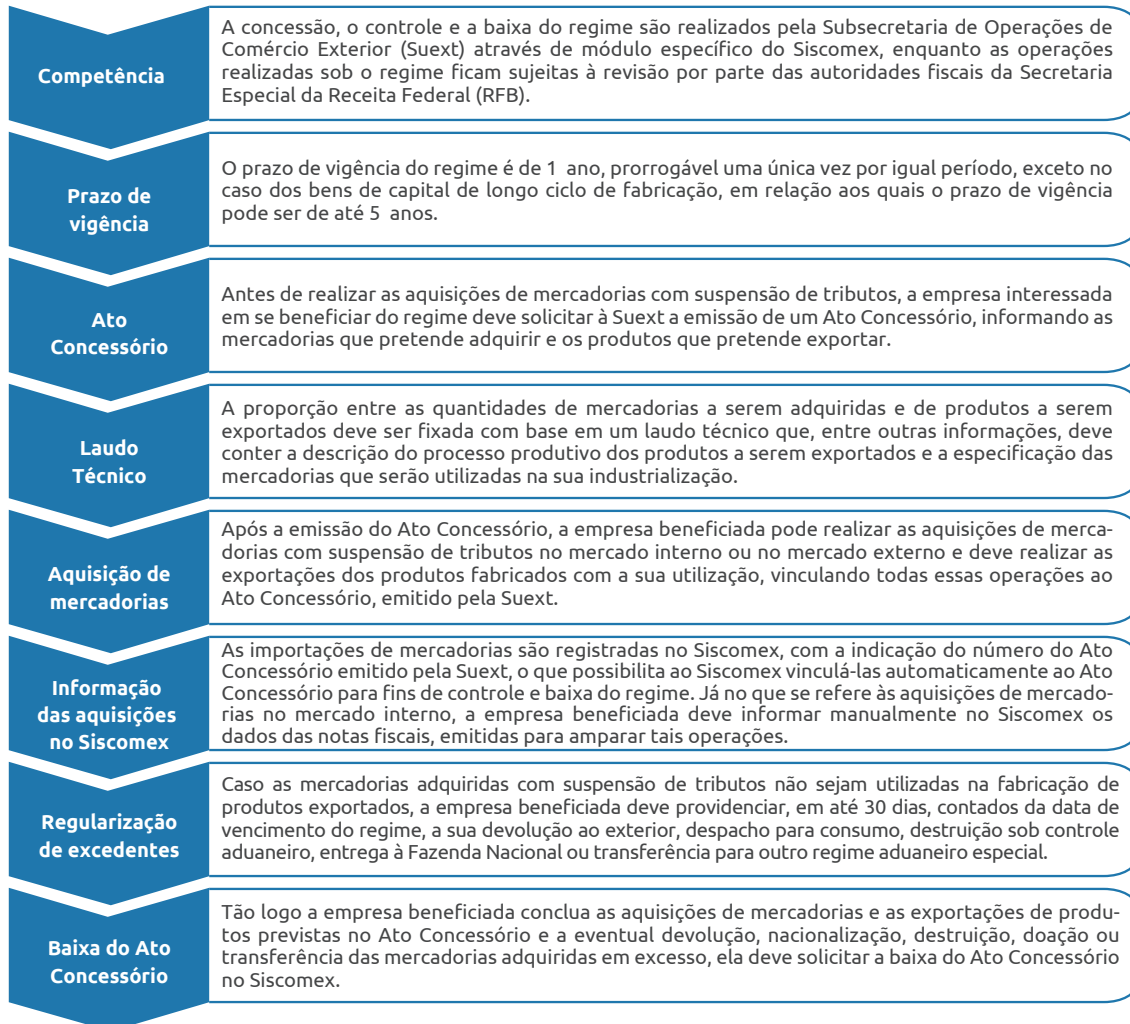 Competência
A concessão, o controle e a baixa do regime são realizados pela Subsecretaria de Operações de
Comércio Exterior (Suext) através de módulo específico do Siscomex, enquanto as operações
realizadas sob o regime ficam sujeitas à revisão por parte das autoridades fiscais da Secretaria
Especial da Receita Federal (RFB).
Prazo de
vigência
O prazo de vigência do regime é de 1 ano, prorrogável uma única vez por igual período, exceto no
caso dos bens de capital de longo ciclo de fabricação, em relação aos quais o prazo de vigência
pode ser de até 5 anos.
Ato
Concessório
Antes de realizar as aquisições de mercadorias com suspensão de tributos, a empresa interessada
em se beneficiar do regime deve solicitar à Suext a emissão de um Ato Concessório, informando as
mercadorias que pretende adquirir e os produtos que pretende exportar.
Laudo
Técnico
A proporção entre as quantidades de mercadorias a serem adquiridas e de produtos a serem
exportados deve ser fixada com base em um laudo técnico que, entre outras informações, deve
conter a descrição do processo produtivo dos produtos a serem exportados e a especificação das
mercadorias que serão utilizadas na sua industrialização.
Aquisição de
mercadorias
Após a emissão do Ato Concessório, a empresa beneficiada pode realizar as aquisições de merca-
dorias com suspensão de tributos no mercado interno ou no mercado externo e deve realizar as
exportações dos produtos fabricados com a sua utilização, vinculando todas essas operações ao
Ato Concessório, emitido pela Suext.
Informação
das aquisições
no Siscomex
As importações de mercadorias são registradas no Siscomex, com a indicação do número do Ato
Concessório emitido pela Suext, o que possibilita ao Siscomex vinculá-las automaticamente ao Ato
Concessório para fins de controle e baixa do regime. Já no que se refere às aquisições de mercado-
rias no mercado interno, a empresa beneficiada deve informar manualmente no Siscomex os
dados das notas fiscais, emitidas para amparar tais operações.
Regularização
de excedentes
Caso as mercadorias adquiridas com suspensão de tributos não sejam utilizadas na fabricação de
produtos exportados, a empresa beneficiada deve providenciar, em até 30 dias, contados da data de
vencimento do regime, a sua devolução ao exterior, despacho para consumo, destruição sob controle
aduaneiro, entrega à Fazenda Nacional ou transferência para outro regime aduaneiro especial.
Baixa do Ato
Concessório
Tão logo a empresa beneficiada conclua as aquisições de mercadorias e as exportações de produ-
tos previstas no Ato Concessório e a eventual devolução, nacionalização, destruição, doação ou
transferência das mercadorias adquiridas em excesso, ela deve solicitar a baixa do Ato Concessório
no Siscomex.